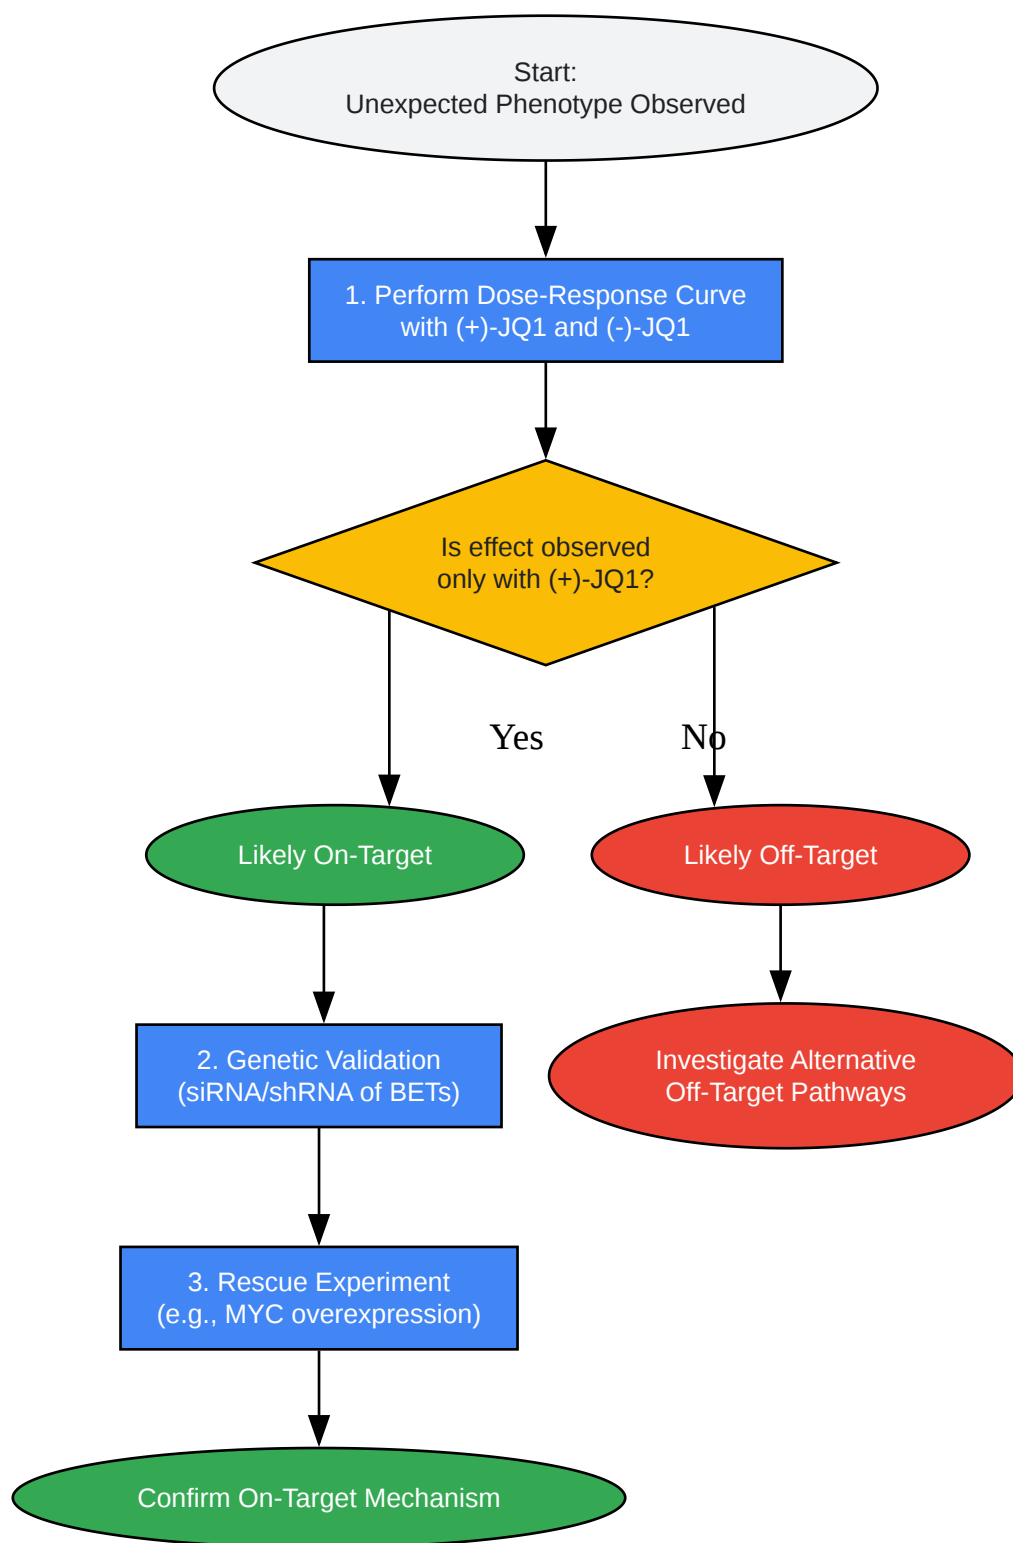 Start:
Unexpected Phenotype Observed
1. Perform Dose-Response Curve
with (+)-JQ1 and (-)-JQ1
Is effect observed
only with (+)-JQ1?
Yes
No
Likely On-Target
Likely Off-Target
2. Genetic Validation
(siRNA/shRNA of BETs)
Investigate Alternative
Off-Target Pathways
3. Rescue Experiment
(e.g., MYC overexpression)
Confirm On-Target Mechanism